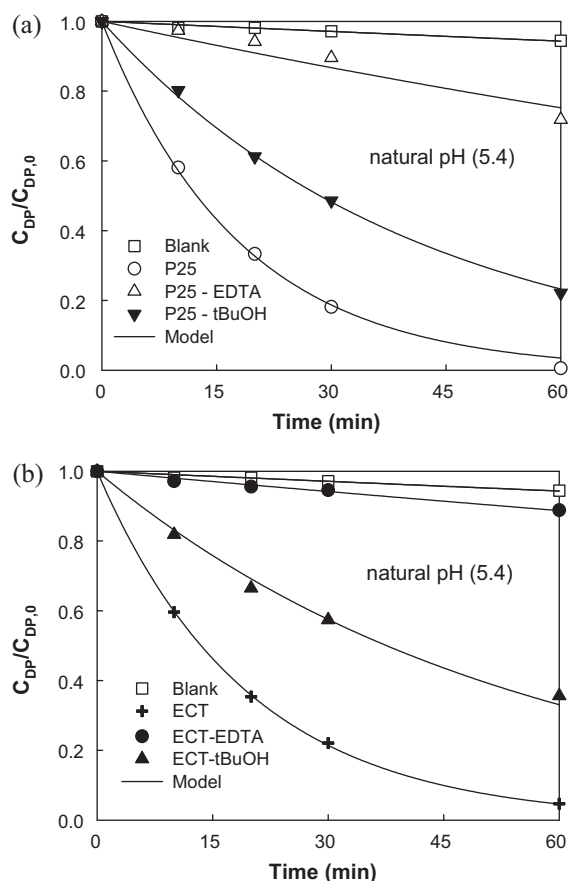 (a)
1.0
0.8
0.6
0.4
0.2
0.0
C_DP/C_DP,0
natural pH (5.4)
Blank
P25
P25 - EDTA
P25 - tBuOH
Model
0 15 30 45 60
Time (min)
(b)
1.0
0.8
0.6
0.4
0.2
0.0
C_DP/C_DP,0
natural pH (5.4)
Blank
ECT
ECT-EDTA
ECT-tBuOH
Model
0 15 30 45 60
Time (min)